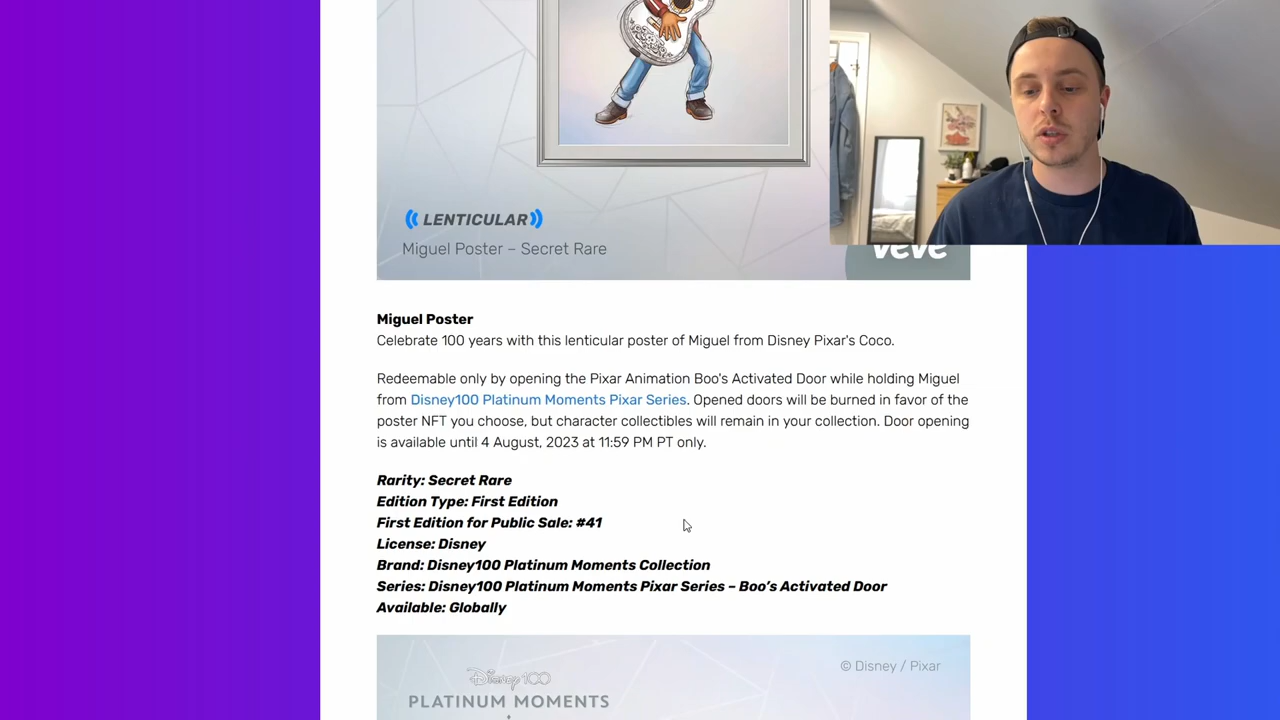 LENTICULAR
Miguel Poster – Secret Rare
veve
Miguel Poster
Celebrate 100 years with this lenticular poster of Miguel from Disney Pixar's Coco.
Redeemable only by opening the Pixar Animation Boo's Activated Door while holding Miguel
from Disney100 Platinum Moments Pixar Series. Opened doors will be burned in favor of the
poster NFT you choose, but character collectibles will remain in your collection. Door opening
is available until 4 August, 2023 at 11:59 PM PT only.
Rarity: Secret Rare
Edition Type: First Edition
First Edition for Public Sale: #41
License: Disney
Brand: Disney100 Platinum Moments Collection
Series: Disney100 Platinum Moments Pixar Series – Boo’s Activated Door
Available: Globally
© Disney / Pixar
Disney100
PLATINUM MOMENTS